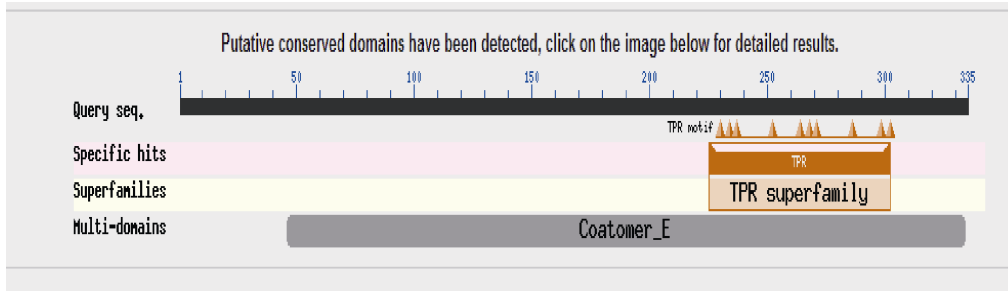 Putative conserved domains have been detected, click on the image below for detailed results.
1 50 100 150 200 250 300 335
Query seq.
TPR motif
Specific hits
TPR
Superfamilies
TPR superfamily
Multi-domains
Coatomer_E